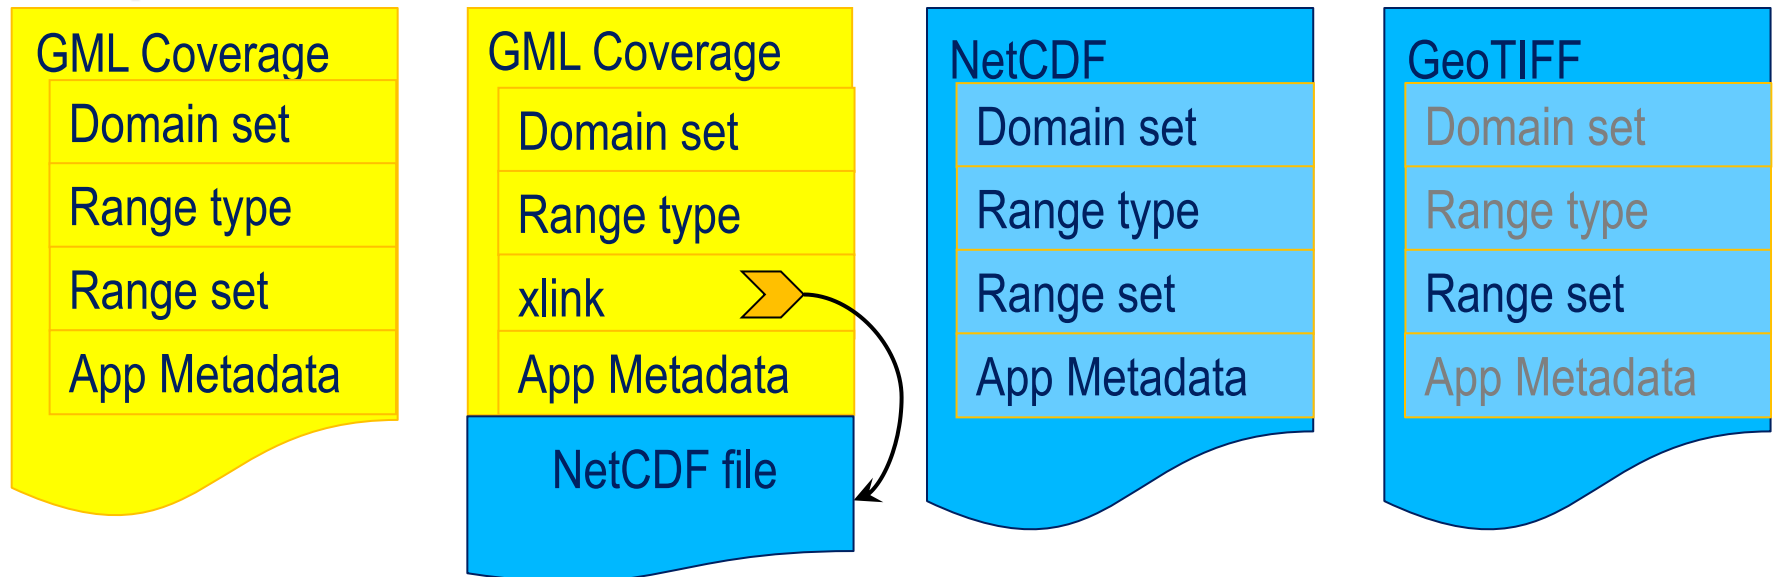 GML Coverage
Domain set
Range type
Range set
App Metadata
GML Coverage
Domain set
Range type
xlink
App Metadata
NetCDF file
NetCDF
Domain set
Range type
Range set
App Metadata
GeoTIFF
Domain set
Range type
Range set
App Metadata